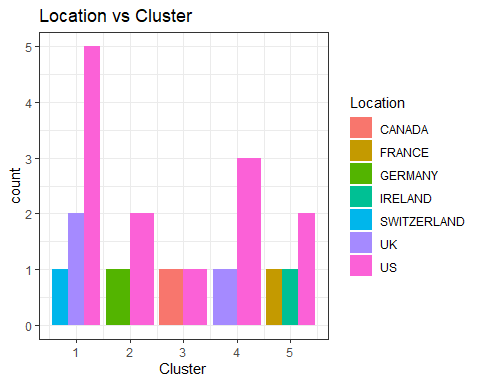 Location vs Cluster
5
4
3
2
1
0
count
1 2 3 4 5
Cluster
Location
CANADA
FRANCE
GERMANY
IRELAND
SWITZERLAND
UK
US